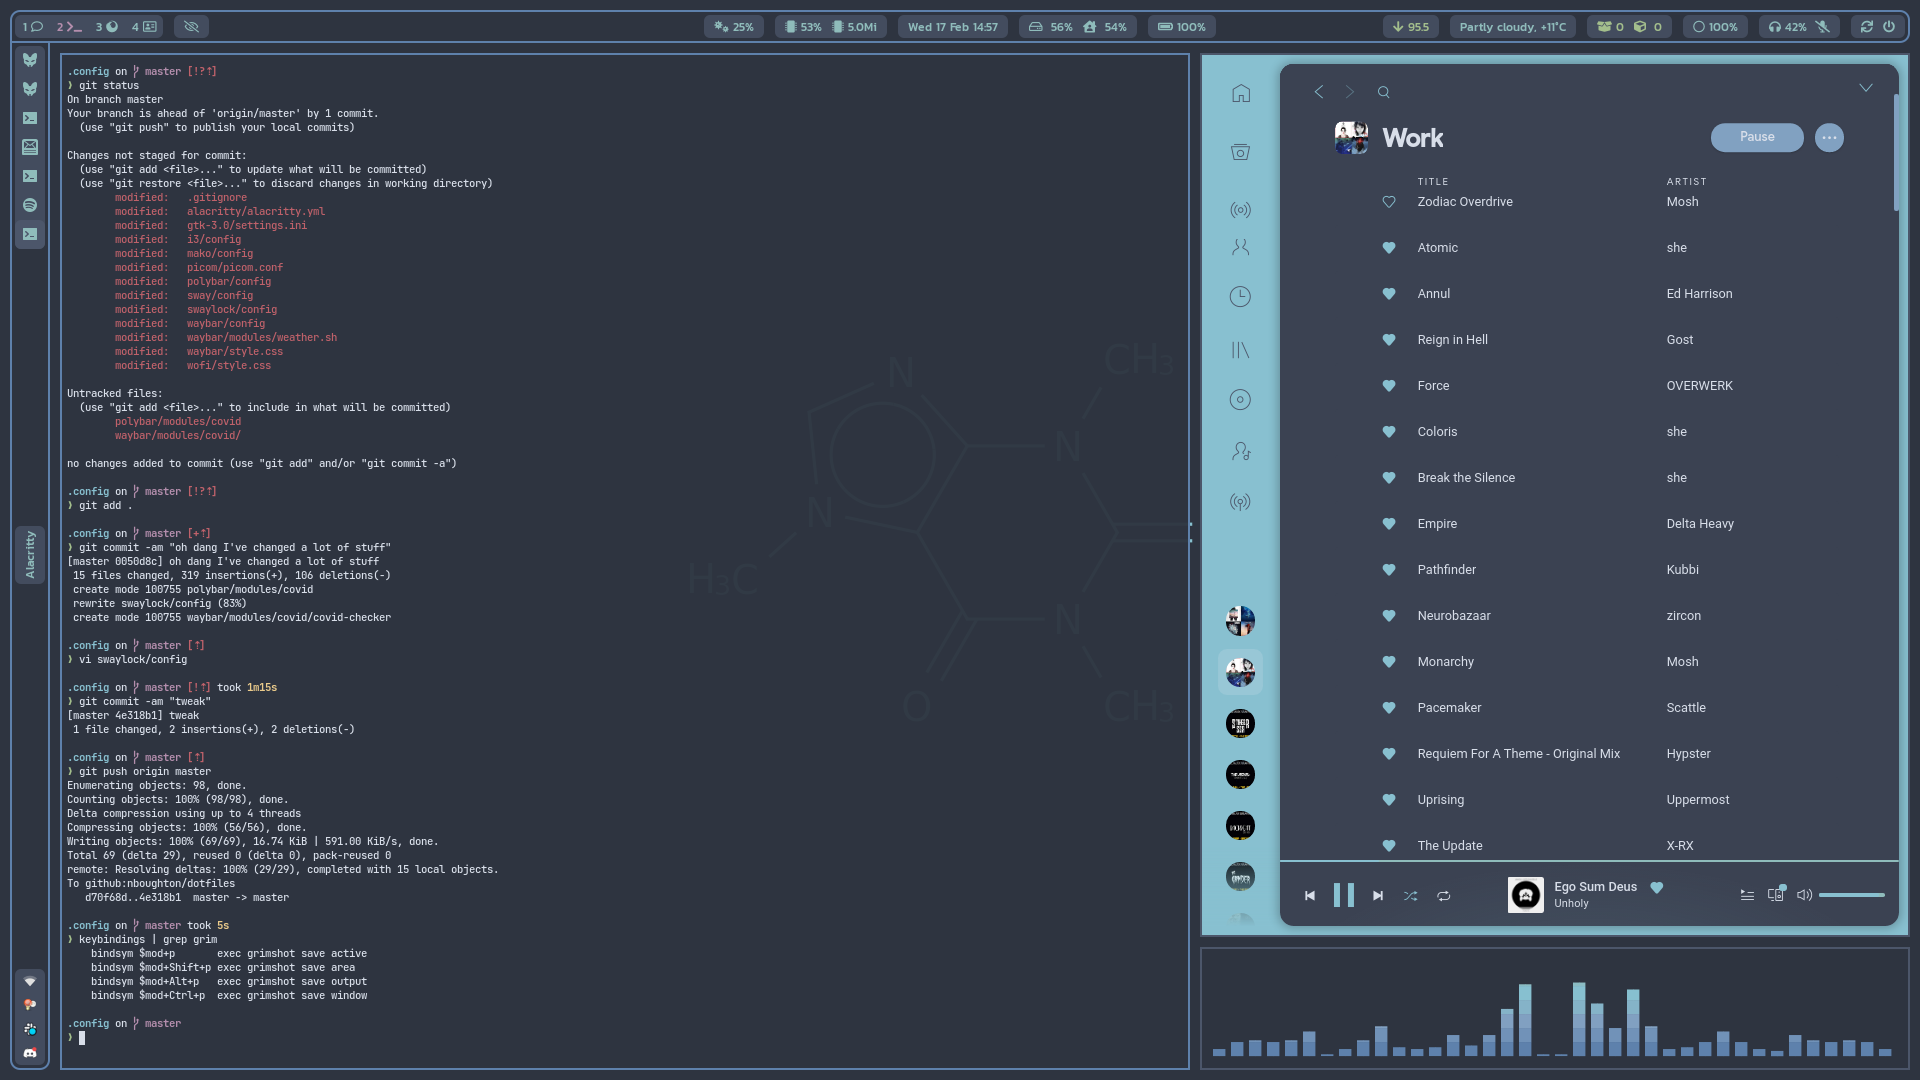 1 2 3 4
25%
53% 5.0Mi
Wed 17 Feb 14:57
56% 54%
100%
95.5
Partly cloudy, +11°C
0 0
100%
42%
Alacritty
.config on master [!?⇡]
❯ git status
On branch master
Your branch is ahead of 'origin/master' by 1 commit.
(use "git push" to publish your local commits)
Changes not staged for commit:
(use "git add <file>..." to update what will be committed)
(use "git restore <file>..." to discard changes in working directory)
modified: .gitignore
modified: alacritty/alacritty.yml
modified: gtk-3.0/settings.ini
modified: i3/config
modified: mako/config
modified: picom/picom.conf
modified: polybar/config
modified: sway/config
modified: swaylock/config
modified: waybar/config
modified: waybar/modules/weather.sh
modified: waybar/style.css
modified: wofi/style.css
Untracked files:
(use "git add <file>..." to include in what will be committed)
polybar/modules/covid
waybar/modules/covid/
no changes added to commit (use "git add" and/or "git commit -a")
.config on master [!?⇡]
❯ git add .
.config on master [+⇡]
❯ git commit -am "oh dang I've changed a lot of stuff"
[master 0050d8c] oh dang I've changed a lot of stuff
15 files changed, 319 insertions(+), 106 deletions(-)
create mode 100755 polybar/modules/covid
rewrite swaylock/config (83%)
create mode 100755 waybar/modules/covid/covid-checker
.config on master [⇡]
❯ vi swaylock/config
.config on master [!⇡] took 1m15s
❯ git commit -am "tweak"
[master 4e318b1] tweak
1 file changed, 2 insertions(+), 2 deletions(-)
.config on master [⇡]
❯ git push origin master
Enumerating objects: 98, done.
Counting objects: 100% (98/98), done.
Delta compression using up to 4 threads
Compressing objects: 100% (56/56), done.
Writing objects: 100% (69/69), 16.74 KiB | 591.00 KiB/s, done.
Total 69 (delta 29), reused 0 (delta 0), pack-reused 0
remote: Resolving deltas: 100% (29/29), completed with 15 local objects.
To github:nboughton/dotfiles
d70f68d..4e318b1 master -> master
.config on master took 5s
❯ keybindings | grep grim
bindsym $mod+p exec grimshot save active
bindsym $mod+Shift+p exec grimshot save area
bindsym $mod+Alt+p exec grimshot save output
bindsym $mod+Ctrl+p exec grimshot save window
.config on master
❯
N
CH₃
N
N
H₃C
N
O
CH₃
Work
Pause
TITLE ARTIST
Zodiac Overdrive Mosh
Atomic she
Annul Ed Harrison
Reign in Hell Gost
Force OVERWERK
Coloris she
Break the Silence she
Empire Delta Heavy
Pathfinder Kubbi
Neurobazaar zircon
Monarchy Mosh
Pacemaker Scattle
Requiem For A Theme - Original Mix Hypster
Uprising Uppermost
The Update X-RX
Ego Sum Deus
Unholy